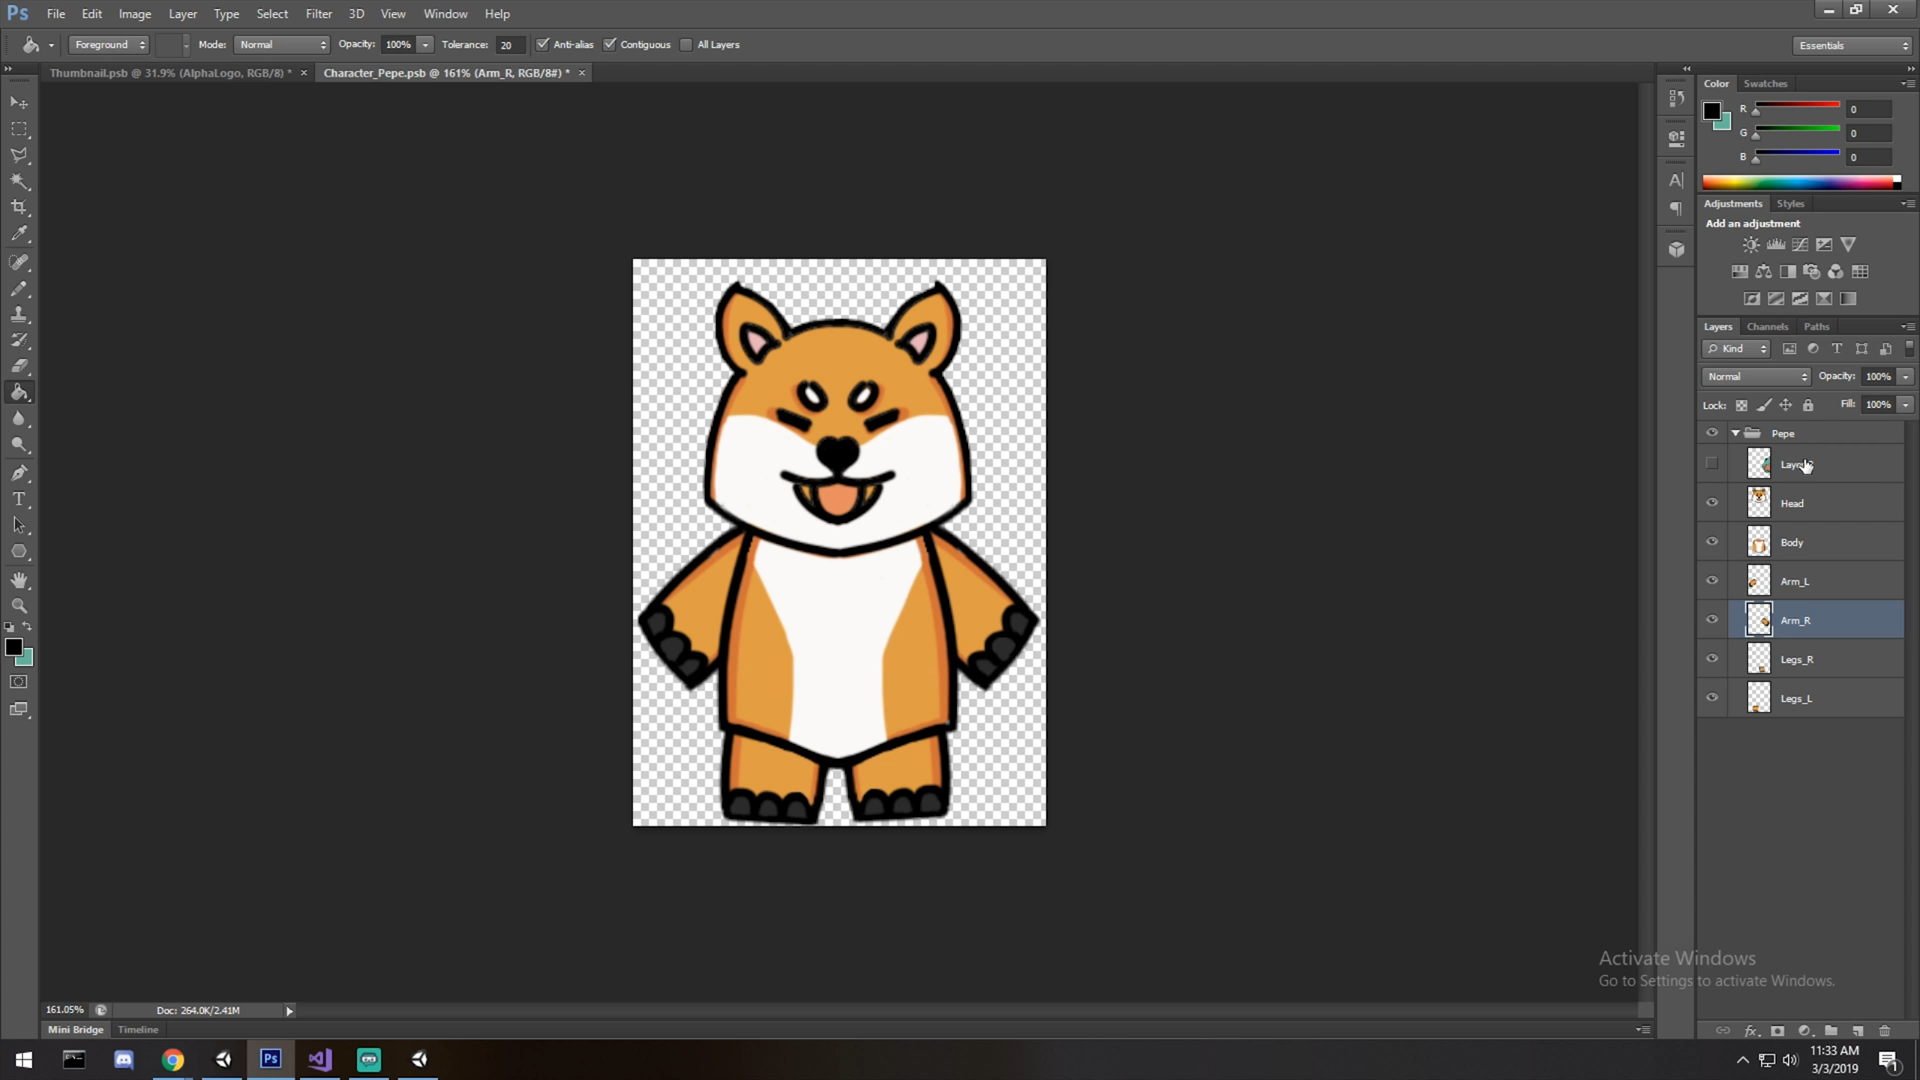 Ps File Edit Image Layer Type Select Filter 3D View Window Help
Foreground Mode: Normal Opacity: 100% Tolerance: 20 Anti-alias Contiguous All Layers Essentials
Thumbnail.psb @ 31.9% (AlphaLogo, RGB/8) * × Character_Pepe.psb @ 161% (Arm_R, RGB/8#) * ×
Color Swatches
R 0
G 0
B 0
Adjustments Styles
Add an adjustment
Layers Channels Paths
Kind
Normal Opacity: 100%
Lock: Fill: 100%
Pepe
Head
Body
Arm_L
Arm_R
Legs_R
Legs_L
Activate Windows
Go to Settings to activate Windows.
161.05% Doc: 264.0K/2.41M
Mini Bridge Timeline
Ps
11:33 AM
3/3/2019
1